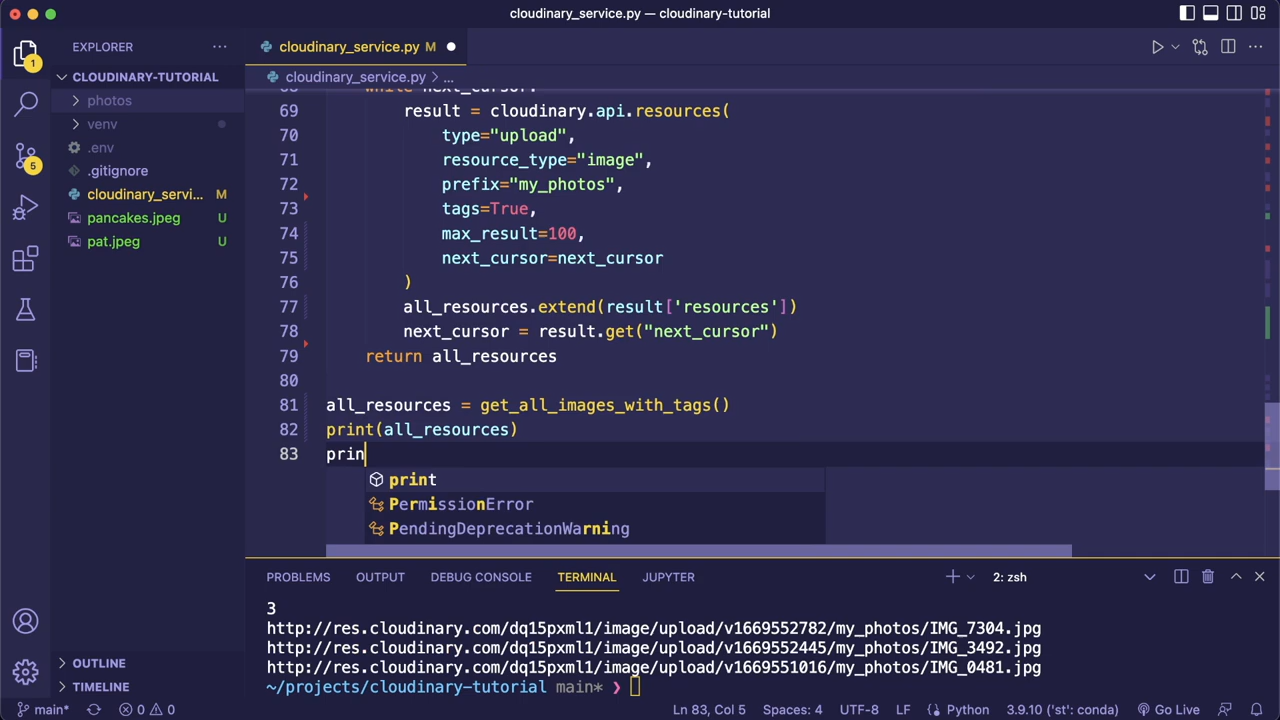 cloudinary_service.py — cloudinary-tutorial
EXPLORER
cloudinary_service.py M
1
CLOUDINARY-TUTORIAL
cloudinary_service.py > ...
photos
venv
.env
.gitignore
cloudinary_servi... M
pancakes.jpeg U
pat.jpeg U
5
68 while next_cursor:
69 result = cloudinary.api.resources(
70 type="upload",
71 resource_type="image",
72 prefix="my_photos",
73 tags=True,
74 max_result=100,
75 next_cursor=next_cursor
76 )
77 all_resources.extend(result['resources'])
78 next_cursor = result.get("next_cursor")
79 return all_resources
80
81 all_resources = get_all_images_with_tags()
82 print(all_resources)
83 prin
print
PermissionError
PendingDeprecationWarning
PROBLEMS OUTPUT DEBUG CONSOLE TERMINAL JUPYTER 2: zsh
3
http://res.cloudinary.com/dq15pxml1/image/upload/v1669552782/my_photos/IMG_7304.jpg
http://res.cloudinary.com/dq15pxml1/image/upload/v1669552445/my_photos/IMG_3492.jpg
http://res.cloudinary.com/dq15pxml1/image/upload/v1669551016/my_photos/IMG_0481.jpg
~/projects/cloudinary-tutorial main* ❯
OUTLINE
TIMELINE
main* 0 0 Ln 83, Col 5 Spaces: 4 UTF-8 LF Python 3.9.10 ('st': conda) Go Live